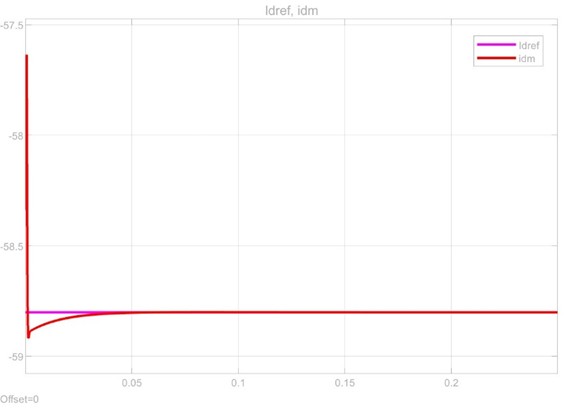 Idref, idm
-57.5
Idref
idm
-58
-58.5
-59
0.05
0.1
0.15
0.2
Offset=0